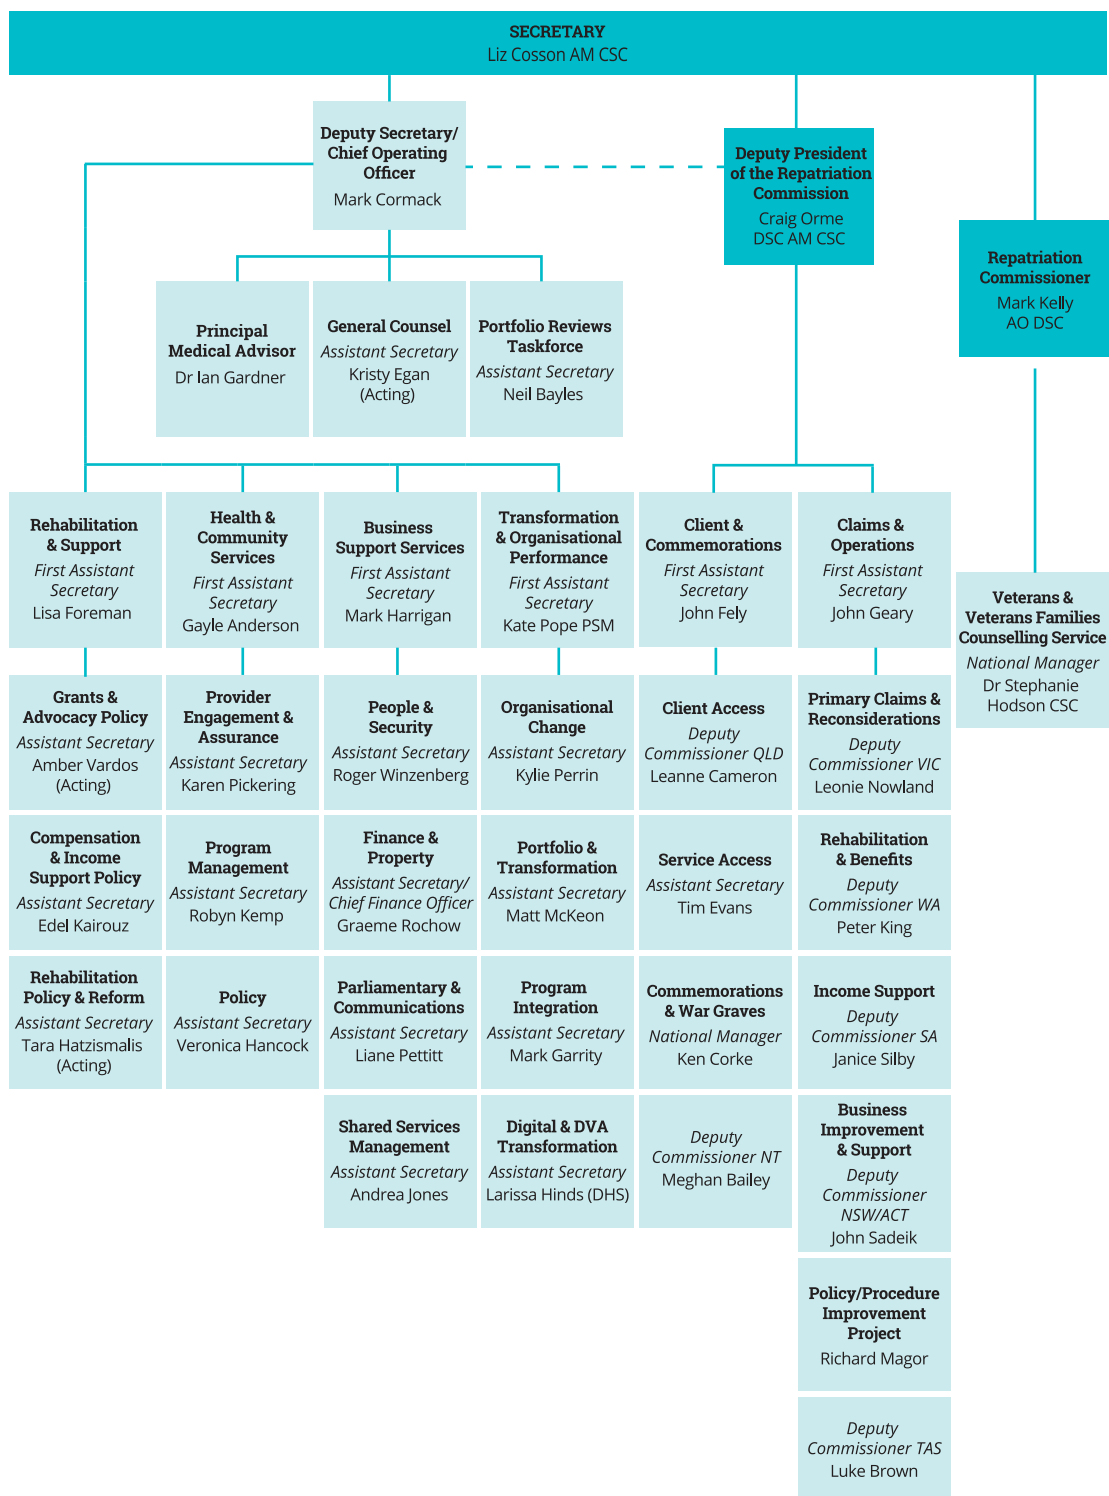 SECRETARY
Liz Cosson AM CSC
Deputy Secretary/
Chief Operating
Officer
Mark Cormack
Deputy President
of the Repatriation
Commission
Craig Orme
DSC AM CSC
Repatriation
Commissioner
Mark Kelly
AO DSC
Principal
Medical Advisor
Dr Ian Gardner
General Counsel
Assistant Secretary
Kristy Egan
(Acting)
Portfolio Reviews
Taskforce
Assistant Secretary
Neil Bayles
Rehabilitation
& Support
First Assistant
Secretary
Lisa Foreman
Health &
Community
Services
First Assistant
Secretary
Gayle Anderson
Business
Support Services
First Assistant
Secretary
Mark Harrigan
Transformation
& Organisational
Performance
First Assistant
Secretary
Kate Pope PSM
Client &
Commemorations
First Assistant
Secretary
John Fely
Claims &
Operations
First Assistant
Secretary
John Geary
Veterans &
Veterans Families
Counselling Service
National Manager
Dr Stephanie
Hodson CSC
Grants &
Advocacy Policy
Assistant Secretary
Amber Vardos
(Acting)
Provider
Engagement &
Assurance
Assistant Secretary
Karen Pickering
People &
Security
Assistant Secretary
Roger Winzenberg
Organisational
Change
Assistant Secretary
Kylie Perrin
Client Access
Deputy
Commissioner QLD
Leanne Cameron
Primary Claims &
Reconsiderations
Deputy
Commissioner VIC
Leonie Nowland
Compensation
& Income
Support Policy
Assistant Secretary
Edel Kairouz
Program
Management
Assistant Secretary
Robyn Kemp
Finance &
Property
Assistant Secretary/
Chief Finance Officer
Graeme Rochow
Portfolio &
Transformation
Assistant Secretary
Matt McKeon
Service Access
Assistant Secretary
Tim Evans
Rehabilitation
& Benefits
Deputy
Commissioner WA
Peter King
Rehabilitation
Policy & Reform
Assistant Secretary
Tara Hatzismalis
(Acting)
Policy
Assistant Secretary
Veronica Hancock
Parliamentary &
Communications
Assistant Secretary
Liane Pettitt
Program
Integration
Assistant Secretary
Mark Garrity
Commemorations
& War Graves
National Manager
Ken Corke
Income Support
Deputy
Commissioner SA
Janice Silby
Shared Services
Management
Assistant Secretary
Andrea Jones
Digital & DVA
Transformation
Assistant Secretary
Larissa Hinds (DHS)
Deputy
Commissioner NT
Meghan Bailey
Business
Improvement
& Support
Deputy
Commissioner
NSW/ACT
John Sadeik
Policy/Procedure
Improvement
Project
Richard Magor
Deputy
Commissioner TAS
Luke Brown